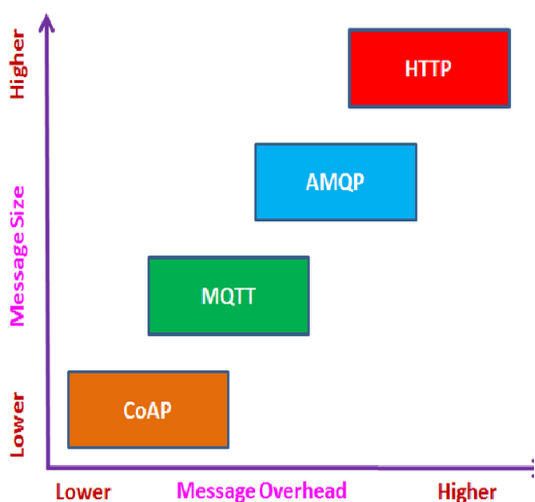 Higher
HTTP
AMQP
Message Size
MQTT
Lower
CoAP
Lower
Message Overhead
Higher